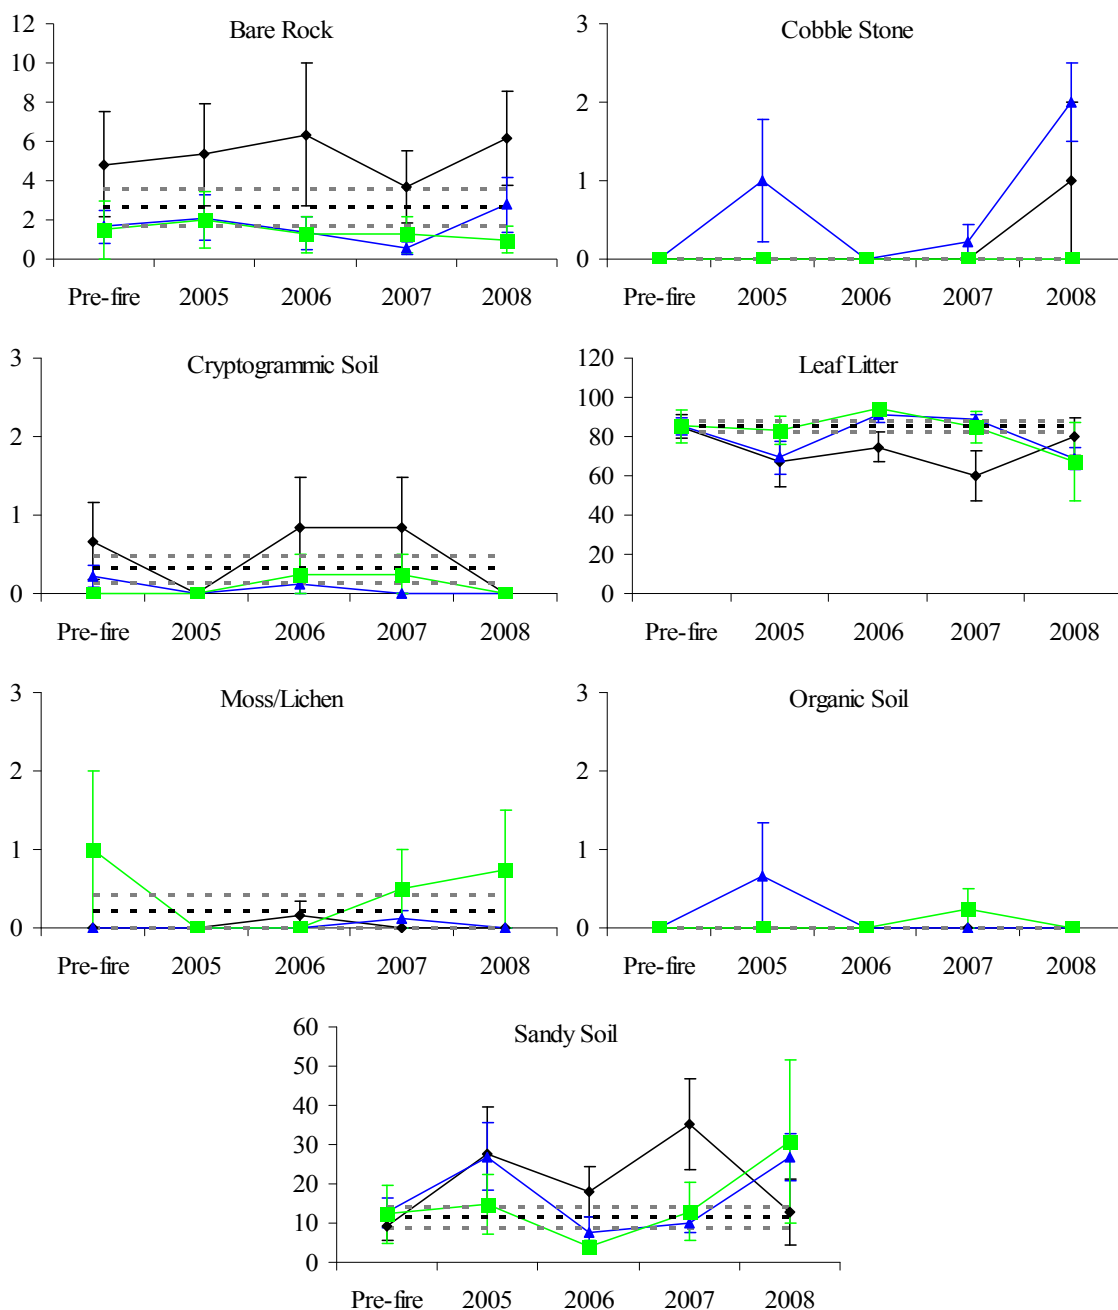 Bare Rock
12
10
8
6
4
2
0
Pre-fire 2005 2006 2007 2008
Cobble Stone
3
2
1
0
Pre-fire 2005 2006 2007 2008
Cryptogrammic Soil
3
2
1
0
Pre-fire 2005 2006 2007 2008
Leaf Litter
120
100
80
60
40
20
0
Pre-fire 2005 2006 2007 2008
Moss/Lichen
3
2
1
0
Pre-fire 2005 2006 2007 2008
Organic Soil
3
2
1
0
Pre-fire 2005 2006 2007 2008
Sandy Soil
60
50
40
30
20
10
0
Pre-fire 2005 2006 2007 2008